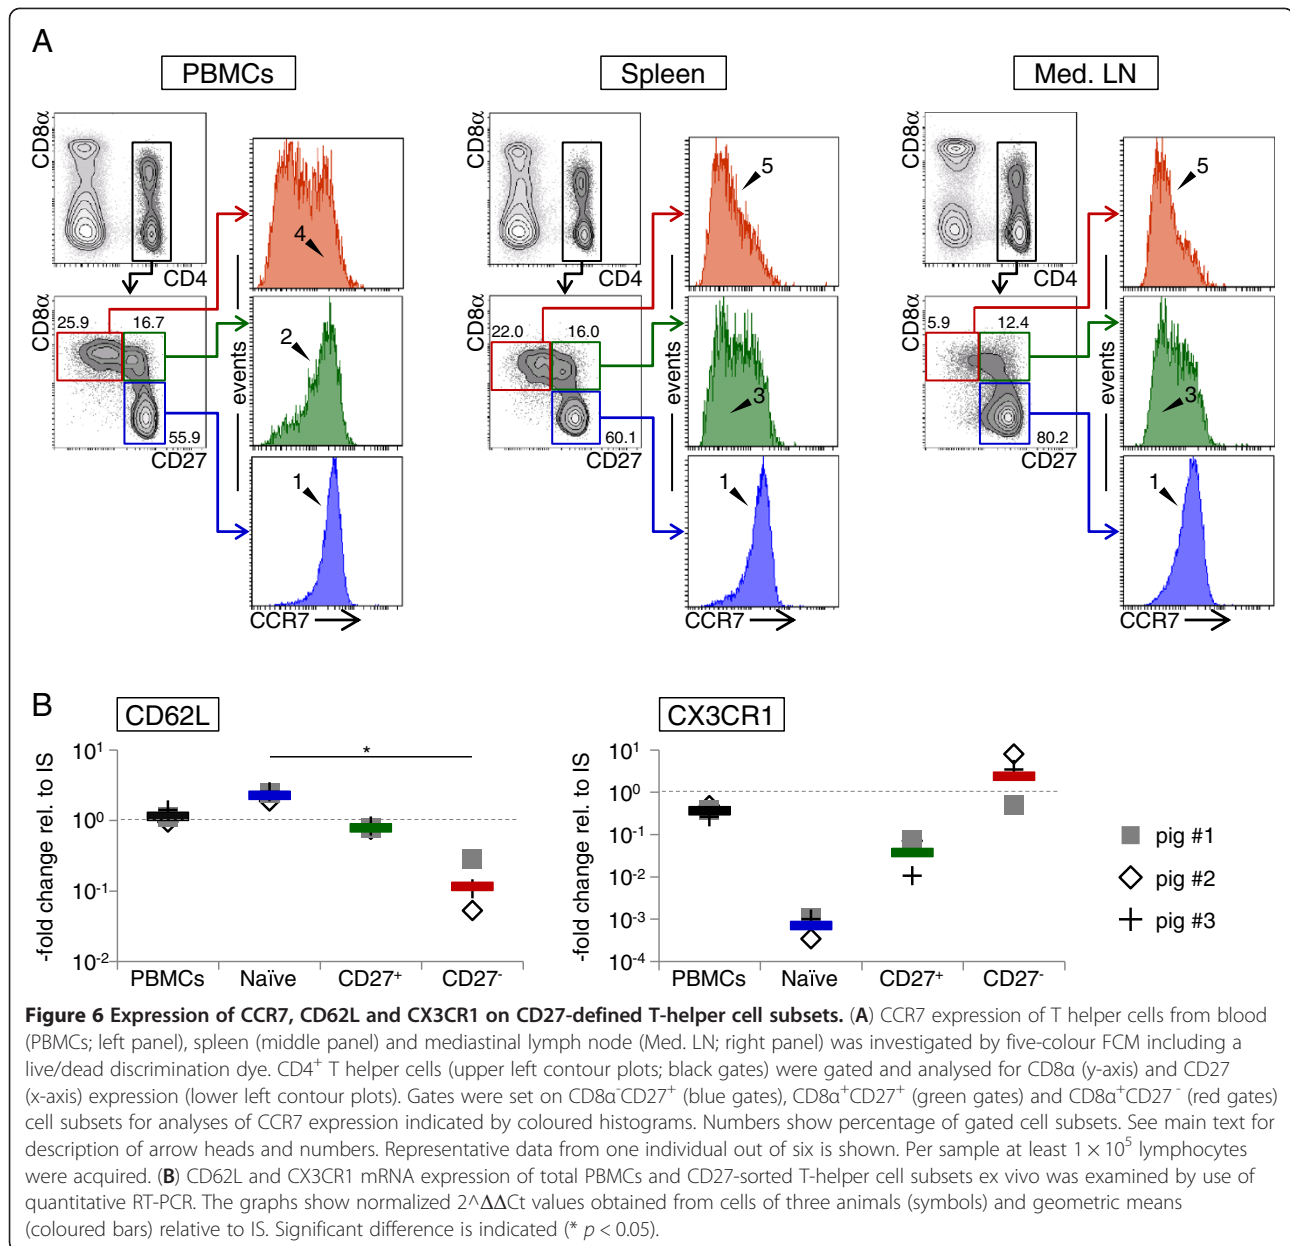 A
PBMCs
Spleen
Med. LN
CD8α
CD4
CD8α
25.9
16.7
55.9
CD27
4
2
1
events
CCR7
CD8α
CD4
CD8α
22.0
16.0
60.1
CD27
5
3
1
events
CCR7
CD8α
CD4
CD8α
5.9
12.4
80.2
CD27
5
3
1
events
CCR7
B
CD62L
-fold change rel. to IS
10¹
10⁰
10⁻¹
10⁻²
*
PBMCs Naïve CD27⁺ CD27⁻
CX3CR1
-fold change rel. to IS
10¹
10⁰
10⁻¹
10⁻²
10⁻³
10⁻⁴
PBMCs Naïve CD27⁺ CD27⁻
pig #1
pig #2
pig #3
Figure 6 Expression of CCR7, CD62L and CX3CR1 on CD27-defined T-helper cell subsets. (A) CCR7 expression of T helper cells from blood
(PBMCs; left panel), spleen (middle panel) and mediastinal lymph node (Med. LN; right panel) was investigated by five-colour FCM including a
live/dead discrimination dye. CD4⁺ T helper cells (upper left contour plots; black gates) were gated and analysed for CD8α (y-axis) and CD27
(x-axis) expression (lower left contour plots). Gates were set on CD8α⁻CD27⁺ (blue gates), CD8α⁺CD27⁺ (green gates) and CD8α⁺CD27⁻ (red gates)
cell subsets for analyses of CCR7 expression indicated by coloured histograms. Numbers show percentage of gated cell subsets. See main text for
description of arrow heads and numbers. Representative data from one individual out of six is shown. Per sample at least 1 × 10⁵ lymphocytes
were acquired. (B) CD62L and CX3CR1 mRNA expression of total PBMCs and CD27-sorted T-helper cell subsets ex vivo was examined by use of
quantitative RT-PCR. The graphs show normalized 2^ΔΔCt values obtained from cells of three animals (symbols) and geometric means
(coloured bars) relative to IS. Significant difference is indicated (* p < 0.05).